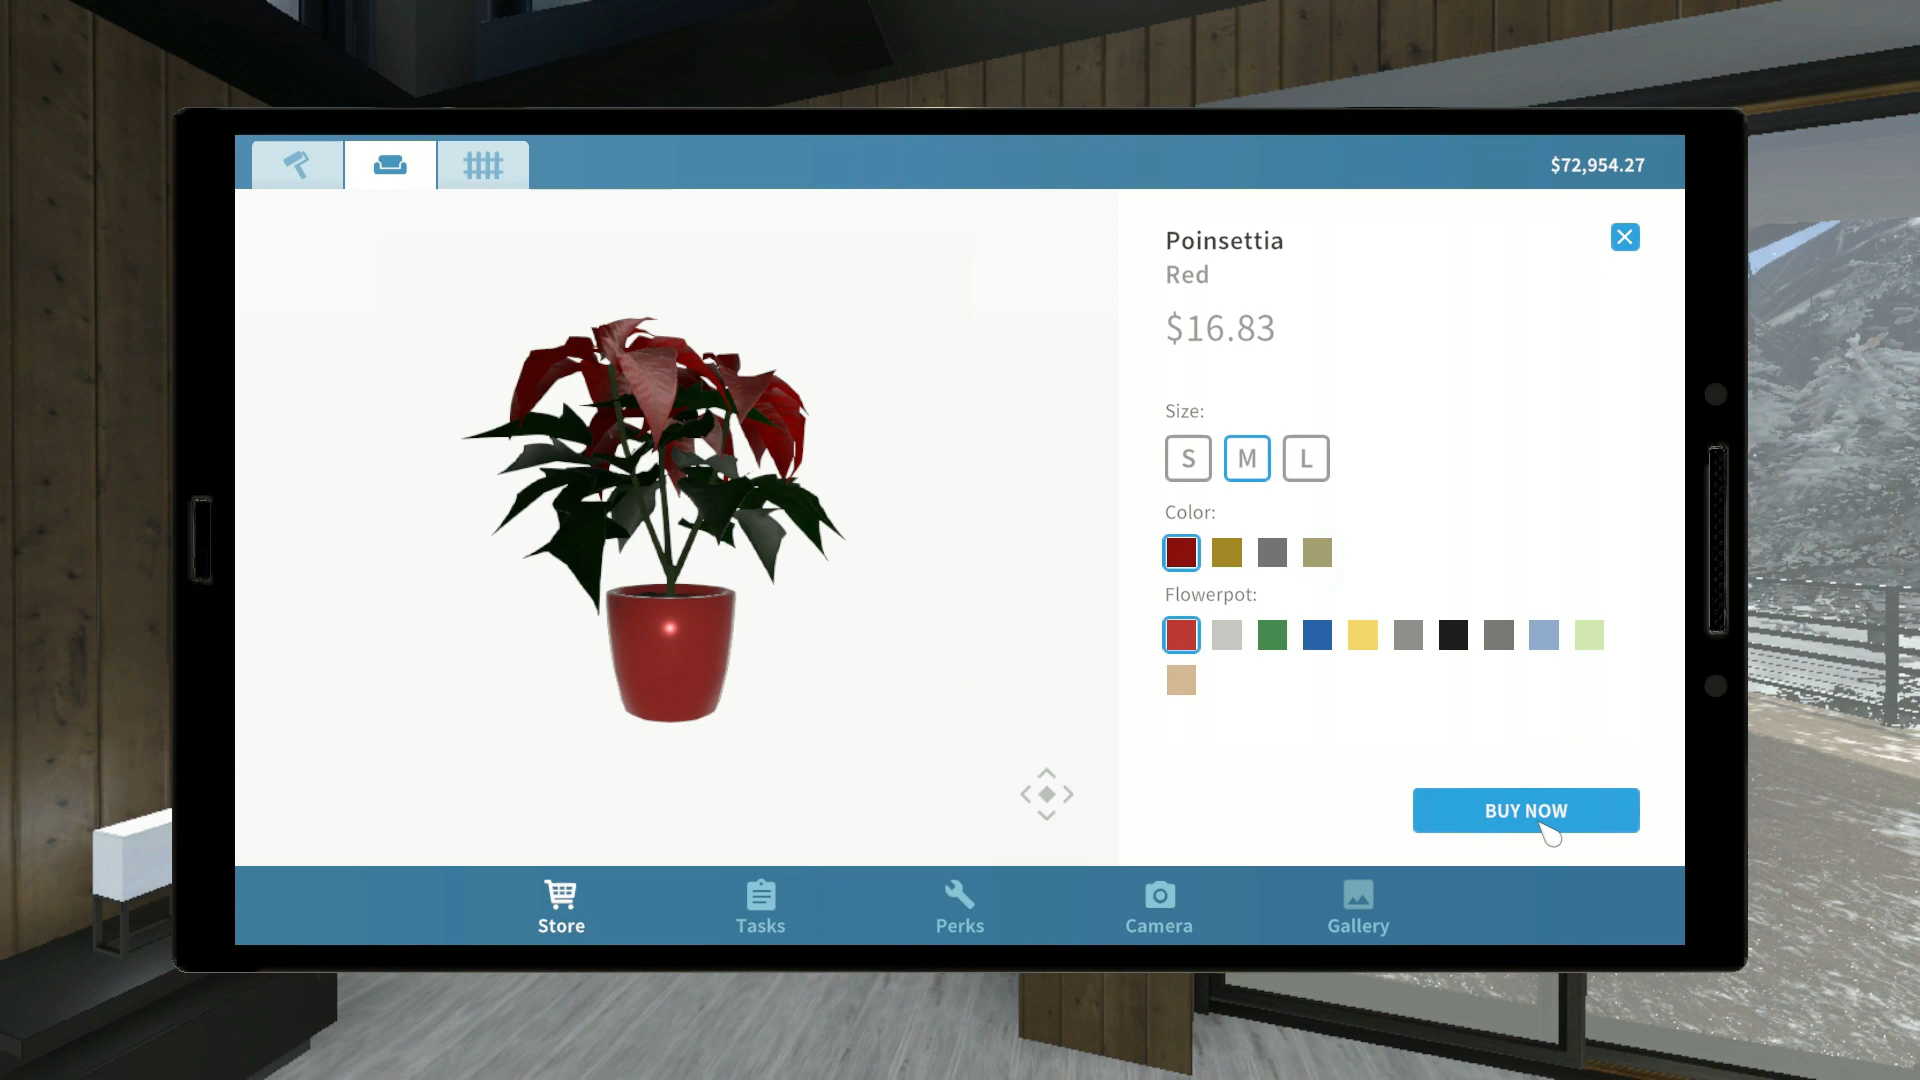 $72,954.27
Poinsettia
Red
$16.83
Size:
S M L
Color:
Flowerpot:
BUY NOW
Store Tasks Perks Camera Gallery